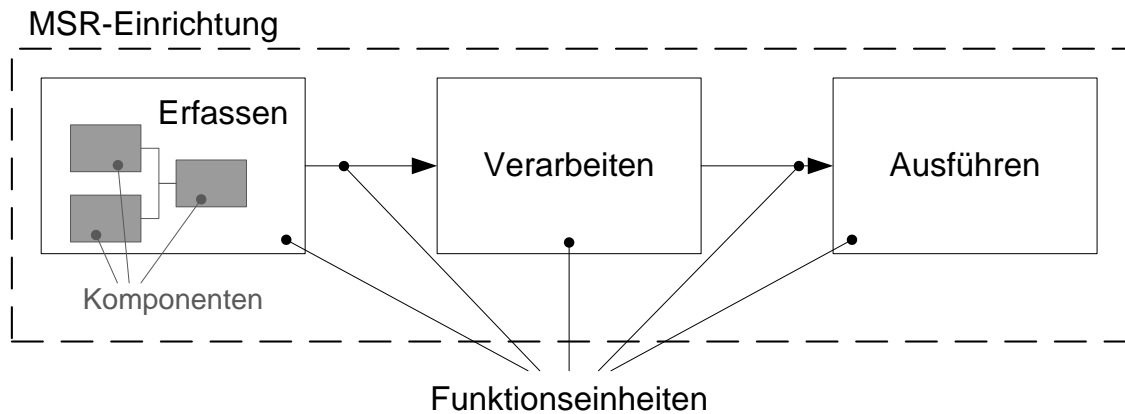 MSR-Einrichtung
Erfassen
Verarbeiten
Ausführen
Komponenten
Funktionseinheiten